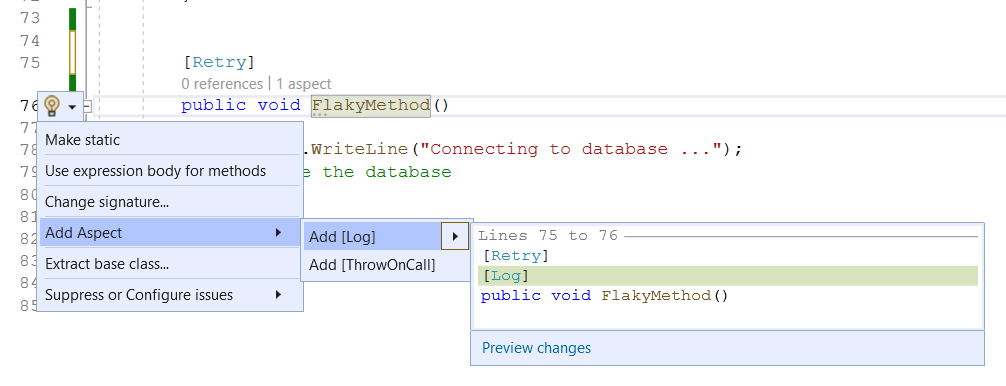 72
73
74
75 [Retry]
0 references | 1 aspect
76 public void FlakyMethod()
77
78 .WriteLine("Connecting to database ...");
79 e the database
80
81
82
83
84
85
Make static
Use expression body for methods
Change signature...
Add Aspect
Extract base class...
Suppress or Configure issues
Add [Log]
Add [ThrowOnCall]
Lines 75 to 76
[Retry]
[Log]
public void FlakyMethod()
Preview changes